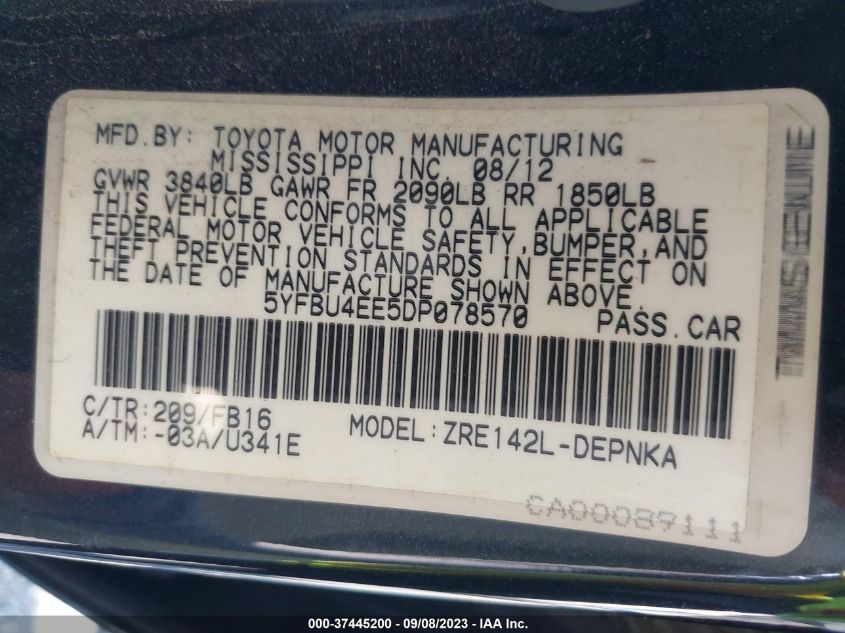 MFD.BY: TOYOTA MOTOR MANUFACTURING
MISSISSIPPI INC. 08/12
GVWR 3840LB GAWR FR 2090LB RR 1850LB
THIS VEHICLE CONFORMS TO ALL APPLICABLE
FEDERAL MOTOR VEHICLE SAFETY,BUMPER,AND
THEFT PREVENTION STANDARDS IN EFFECT ON
THE DATE OF MANUFACTURE SHOWN ABOVE.
5YFBU4EE5DP078570 PASS.CAR
C/TR:209/FB16
A/TM:-03A/U341E
MODEL:ZRE142L-DEPNKA
CA00089111
000-37445200 - 09/08/2023 - IAAI.COM